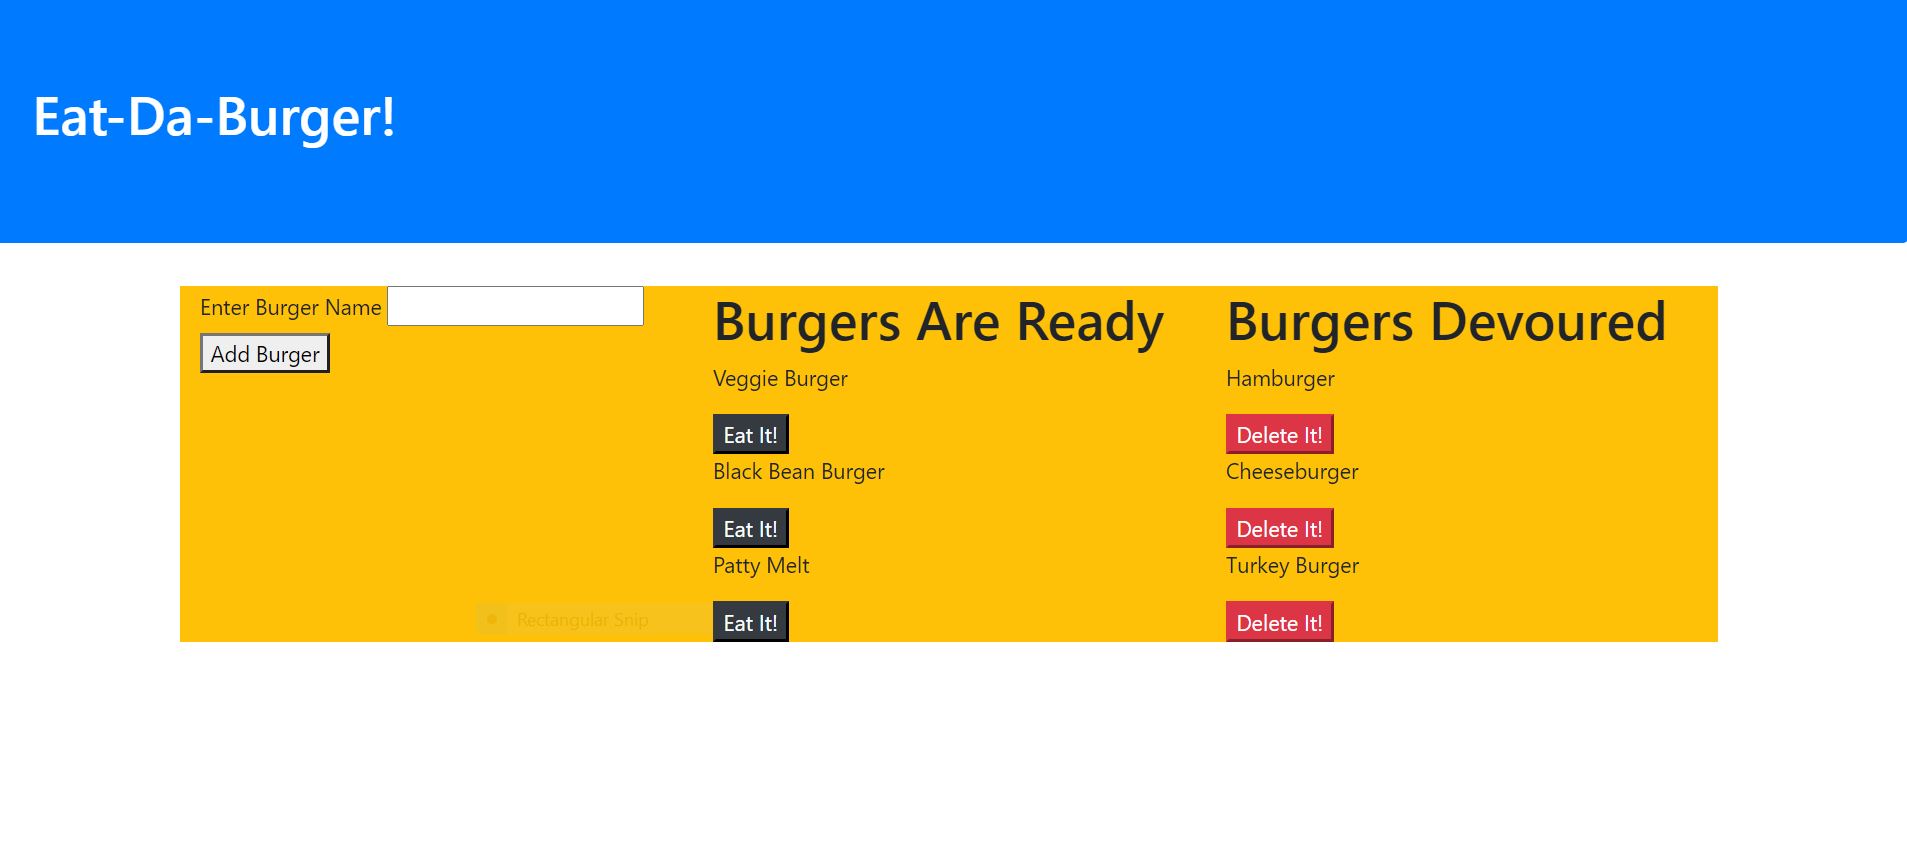 Eat-Da-Burger!
Enter Burger Name
Add Burger
Burgers Are Ready
Veggie Burger
Eat It!
Black Bean Burger
Eat It!
Patty Melt
Eat It!
Burgers Devoured
Hamburger
Delete It!
Cheeseburger
Delete It!
Turkey Burger
Delete It!
Rectangular Snip